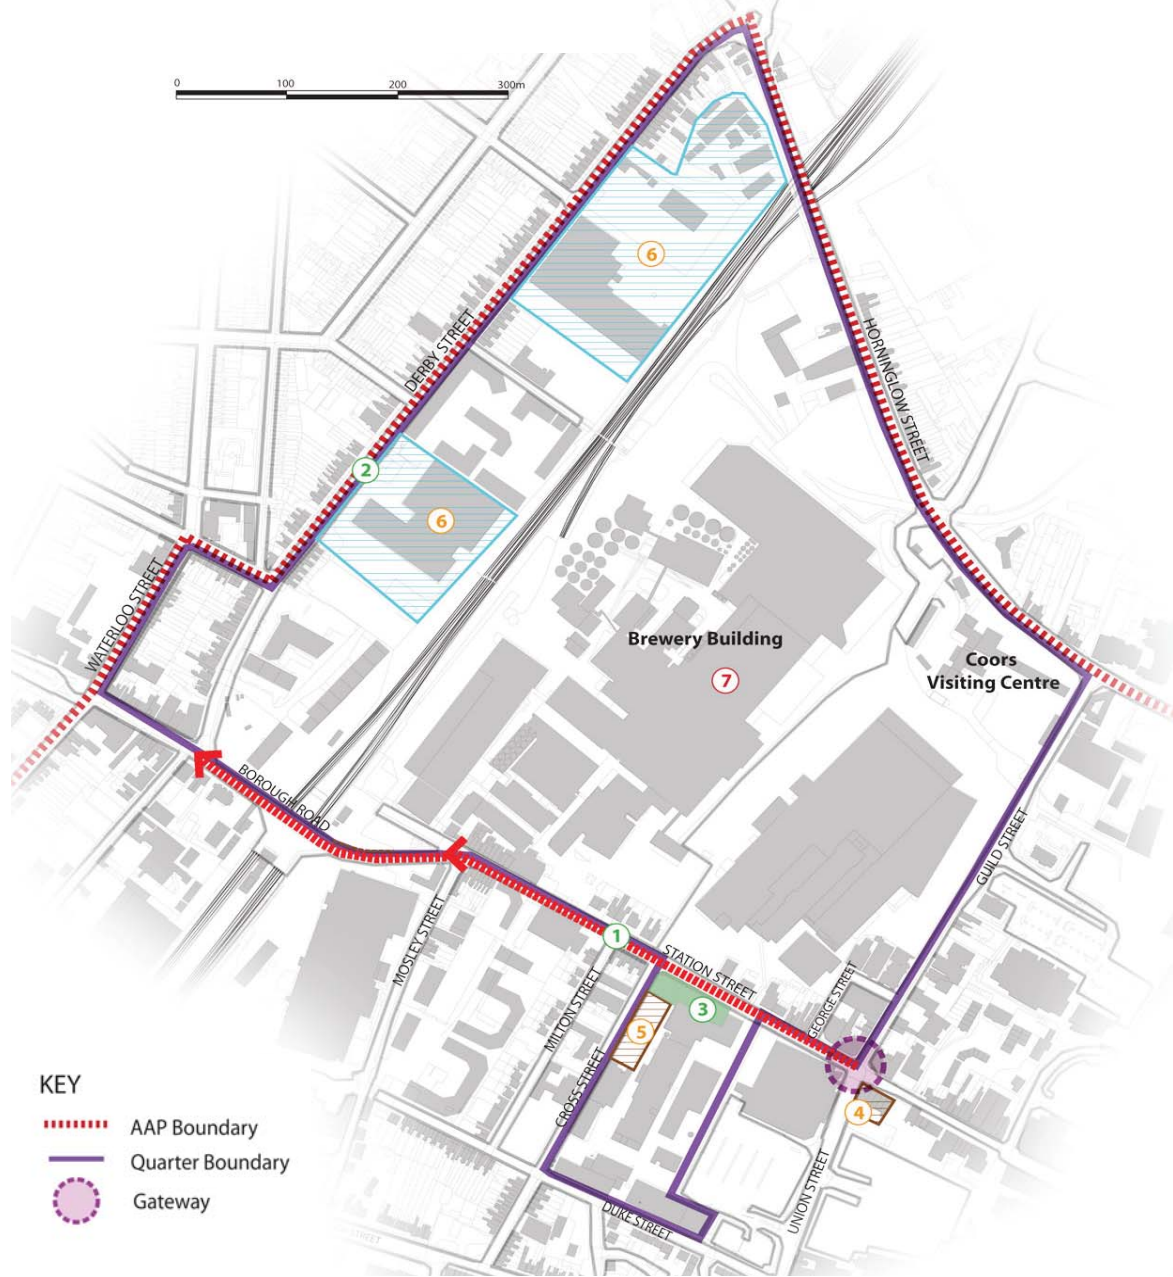 0 100 200 300m
6
HORNINGLOW STREET
DERBY STREET
2
6
WATERLOO STREET
Brewery Building
7
Coors
Visiting Centre
BOROUGH ROAD
GUILD STREET
MOSLEY STREET
1
STATION STREET
MILTON STREET
3
GEORGE STREET
5
CROSS STREET
4
UNION STREET
DUKE STREET
STREET
KEY
AAP Boundary
Quarter Boundary
Gateway